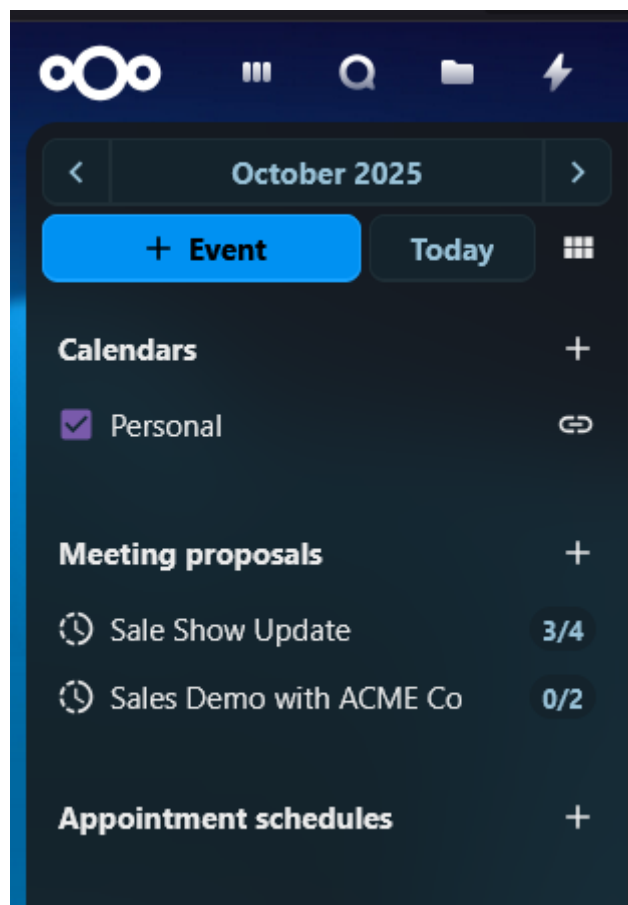 October 2025
+ Event
Today
Calendars
Personal
Meeting proposals
Sale Show Update 3/4
Sales Demo with ACME Co 0/2
Appointment schedules